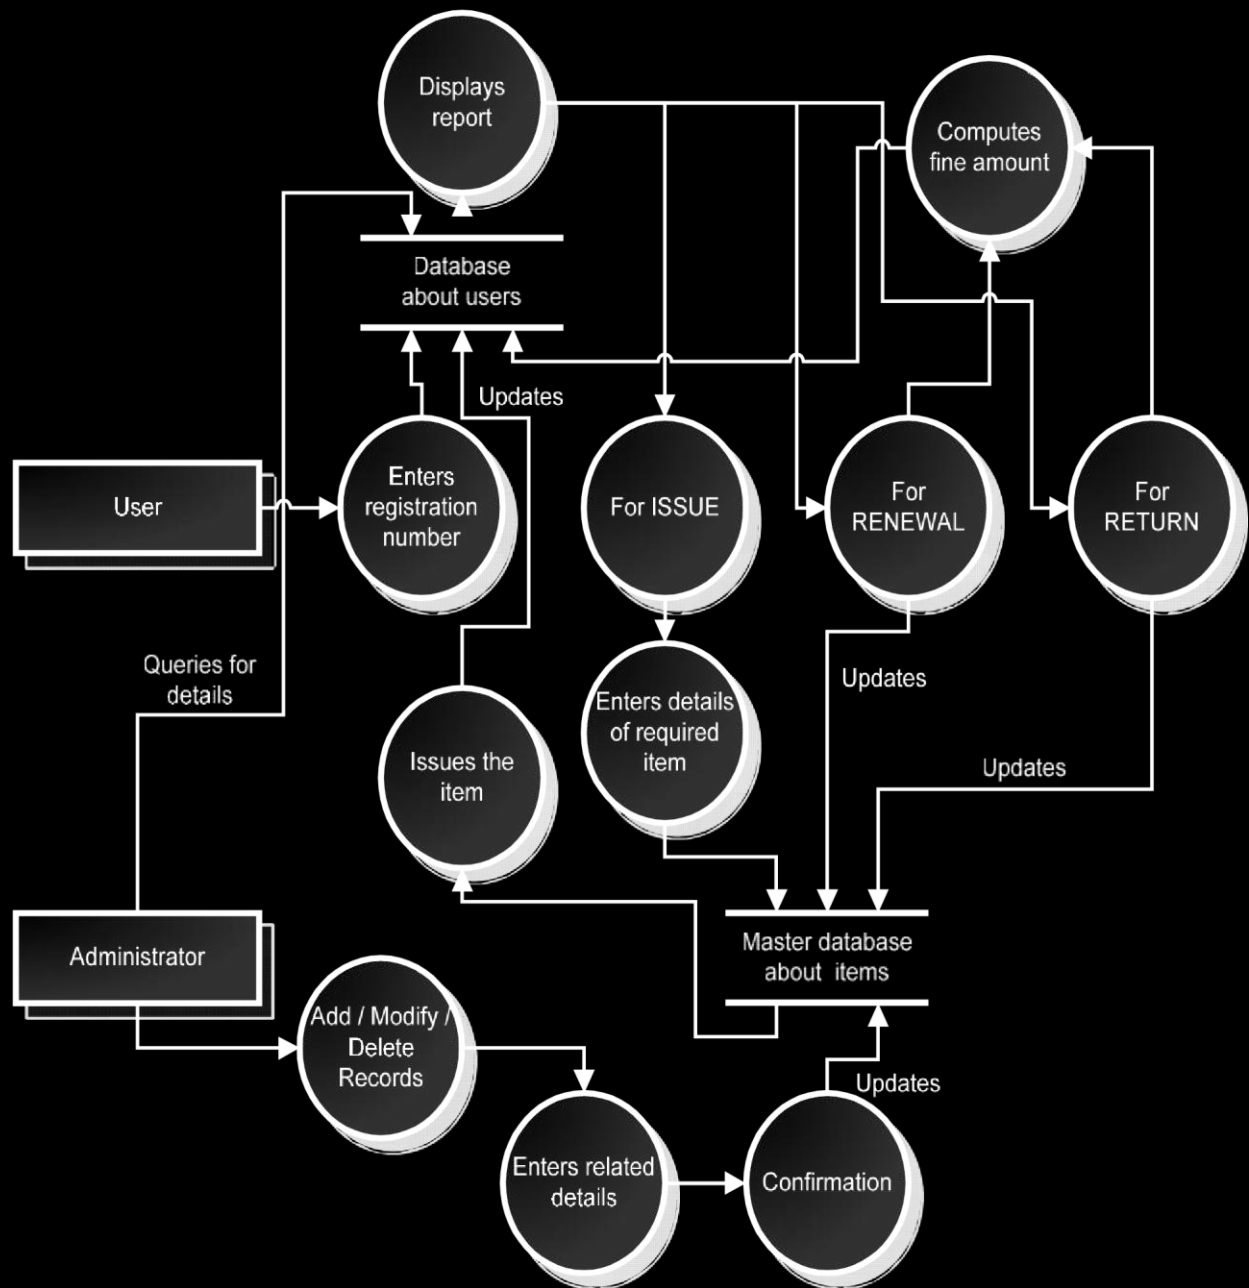 Displays
report
Computes
fine amount
Database
about users
Updates
User
Enters
registration
number
For ISSUE
For
RENEWAL
For
RETURN
Queries for
details
Updates
Enters details
of required
item
Issues the
item
Updates
Administrator
Master database
about items
Add / Modify /
Delete
Records
Updates
Enters related
details
Confirmation